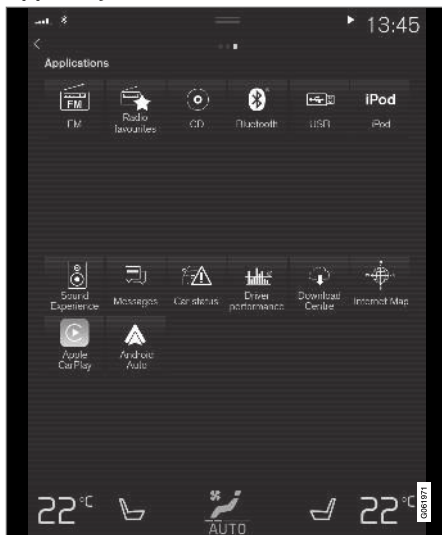 13:45
Applications
FM
iPod
FM
Radio
favourites
CD
Bluetooth
USB
iPod
Sound
Experience
Messages
Car status
Driver
performance
Download
Centre
Internet Map
Apple
CarPlay
Android
Auto
22°C
22°C
AUTO
G061971